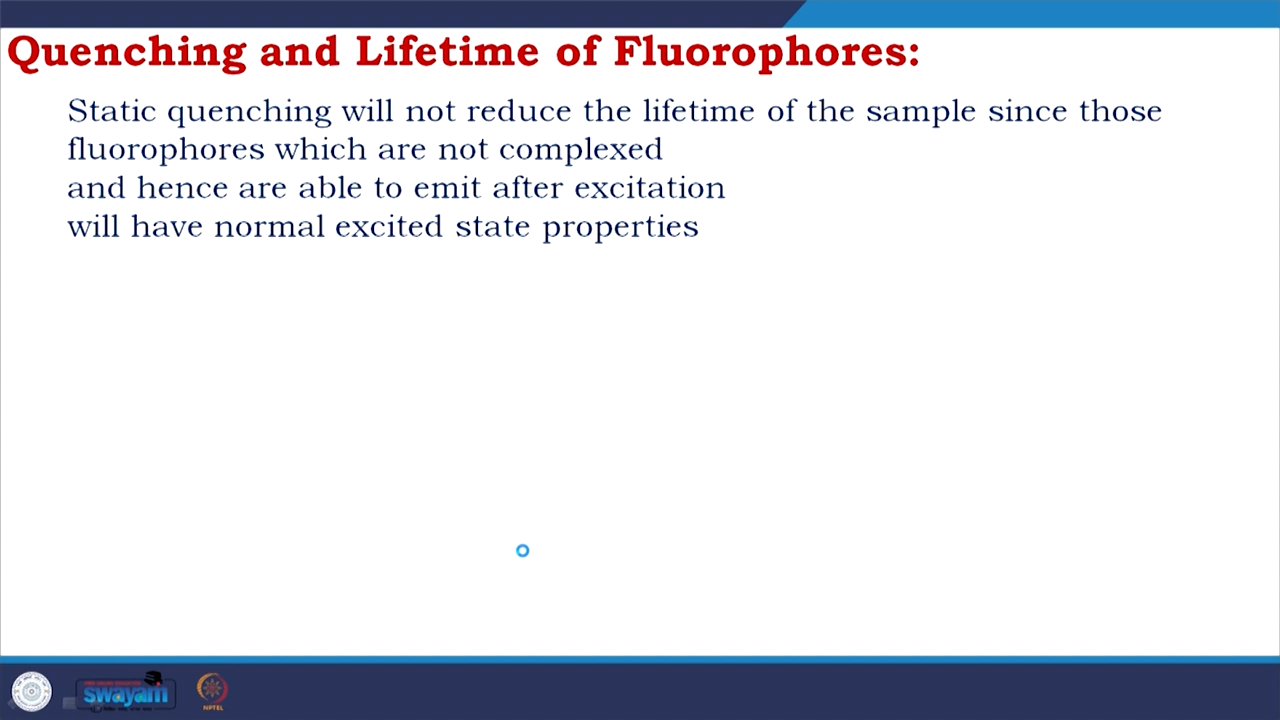 Quenching and Lifetime of Fluorophores:
Static quenching will not reduce the lifetime of the sample since those
fluorophores which are not complexed
and hence are able to emit after excitation
will have normal excited state properties
swayam
NPTEL